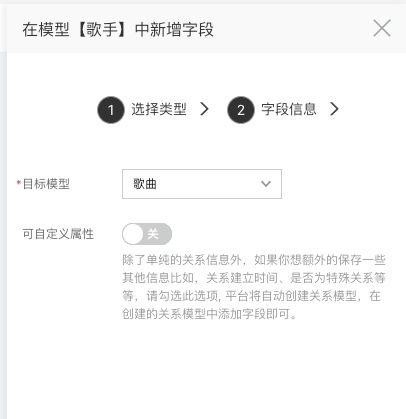 在模型【歌手】中新增字段
1 选择类型 2 字段信息
*目标模型 歌曲
可自定义属性 关
除了单纯的关系信息外，如果你想额外的保存一些
其他信息比如，关系建立时间、是否为特殊关系等
等，请勾选此选项, 平台将自动创建关系模型，在
创建的关系模型中添加字段即可。